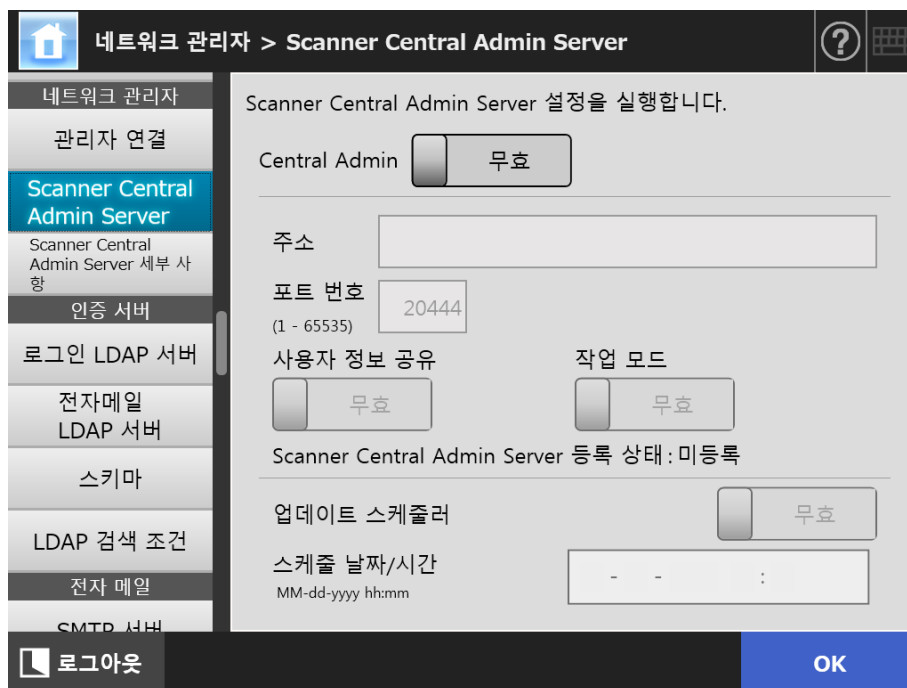 네트워크 관리자 > Scanner Central Admin Server
?
네트워크 관리자
관리자 연결
Scanner Central
Admin Server
Scanner Central
Admin Server 세부 사
항
인증 서버
로그인 LDAP 서버
전자메일
LDAP 서버
스키마
LDAP 검색 조건
전자 메일
SMTP 서버
Scanner Central Admin Server 설정을 실행합니다.
Central Admin 무효
주소
포트 번호
(1 - 65535)
20444
사용자 정보 공유 작업 모드
무효 무효
Scanner Central Admin Server 등록 상태:미등록
업데이트 스케줄러 무효
스케줄 날짜/시간
MM-dd-yyyy hh:mm
- - :
로그아웃
OK